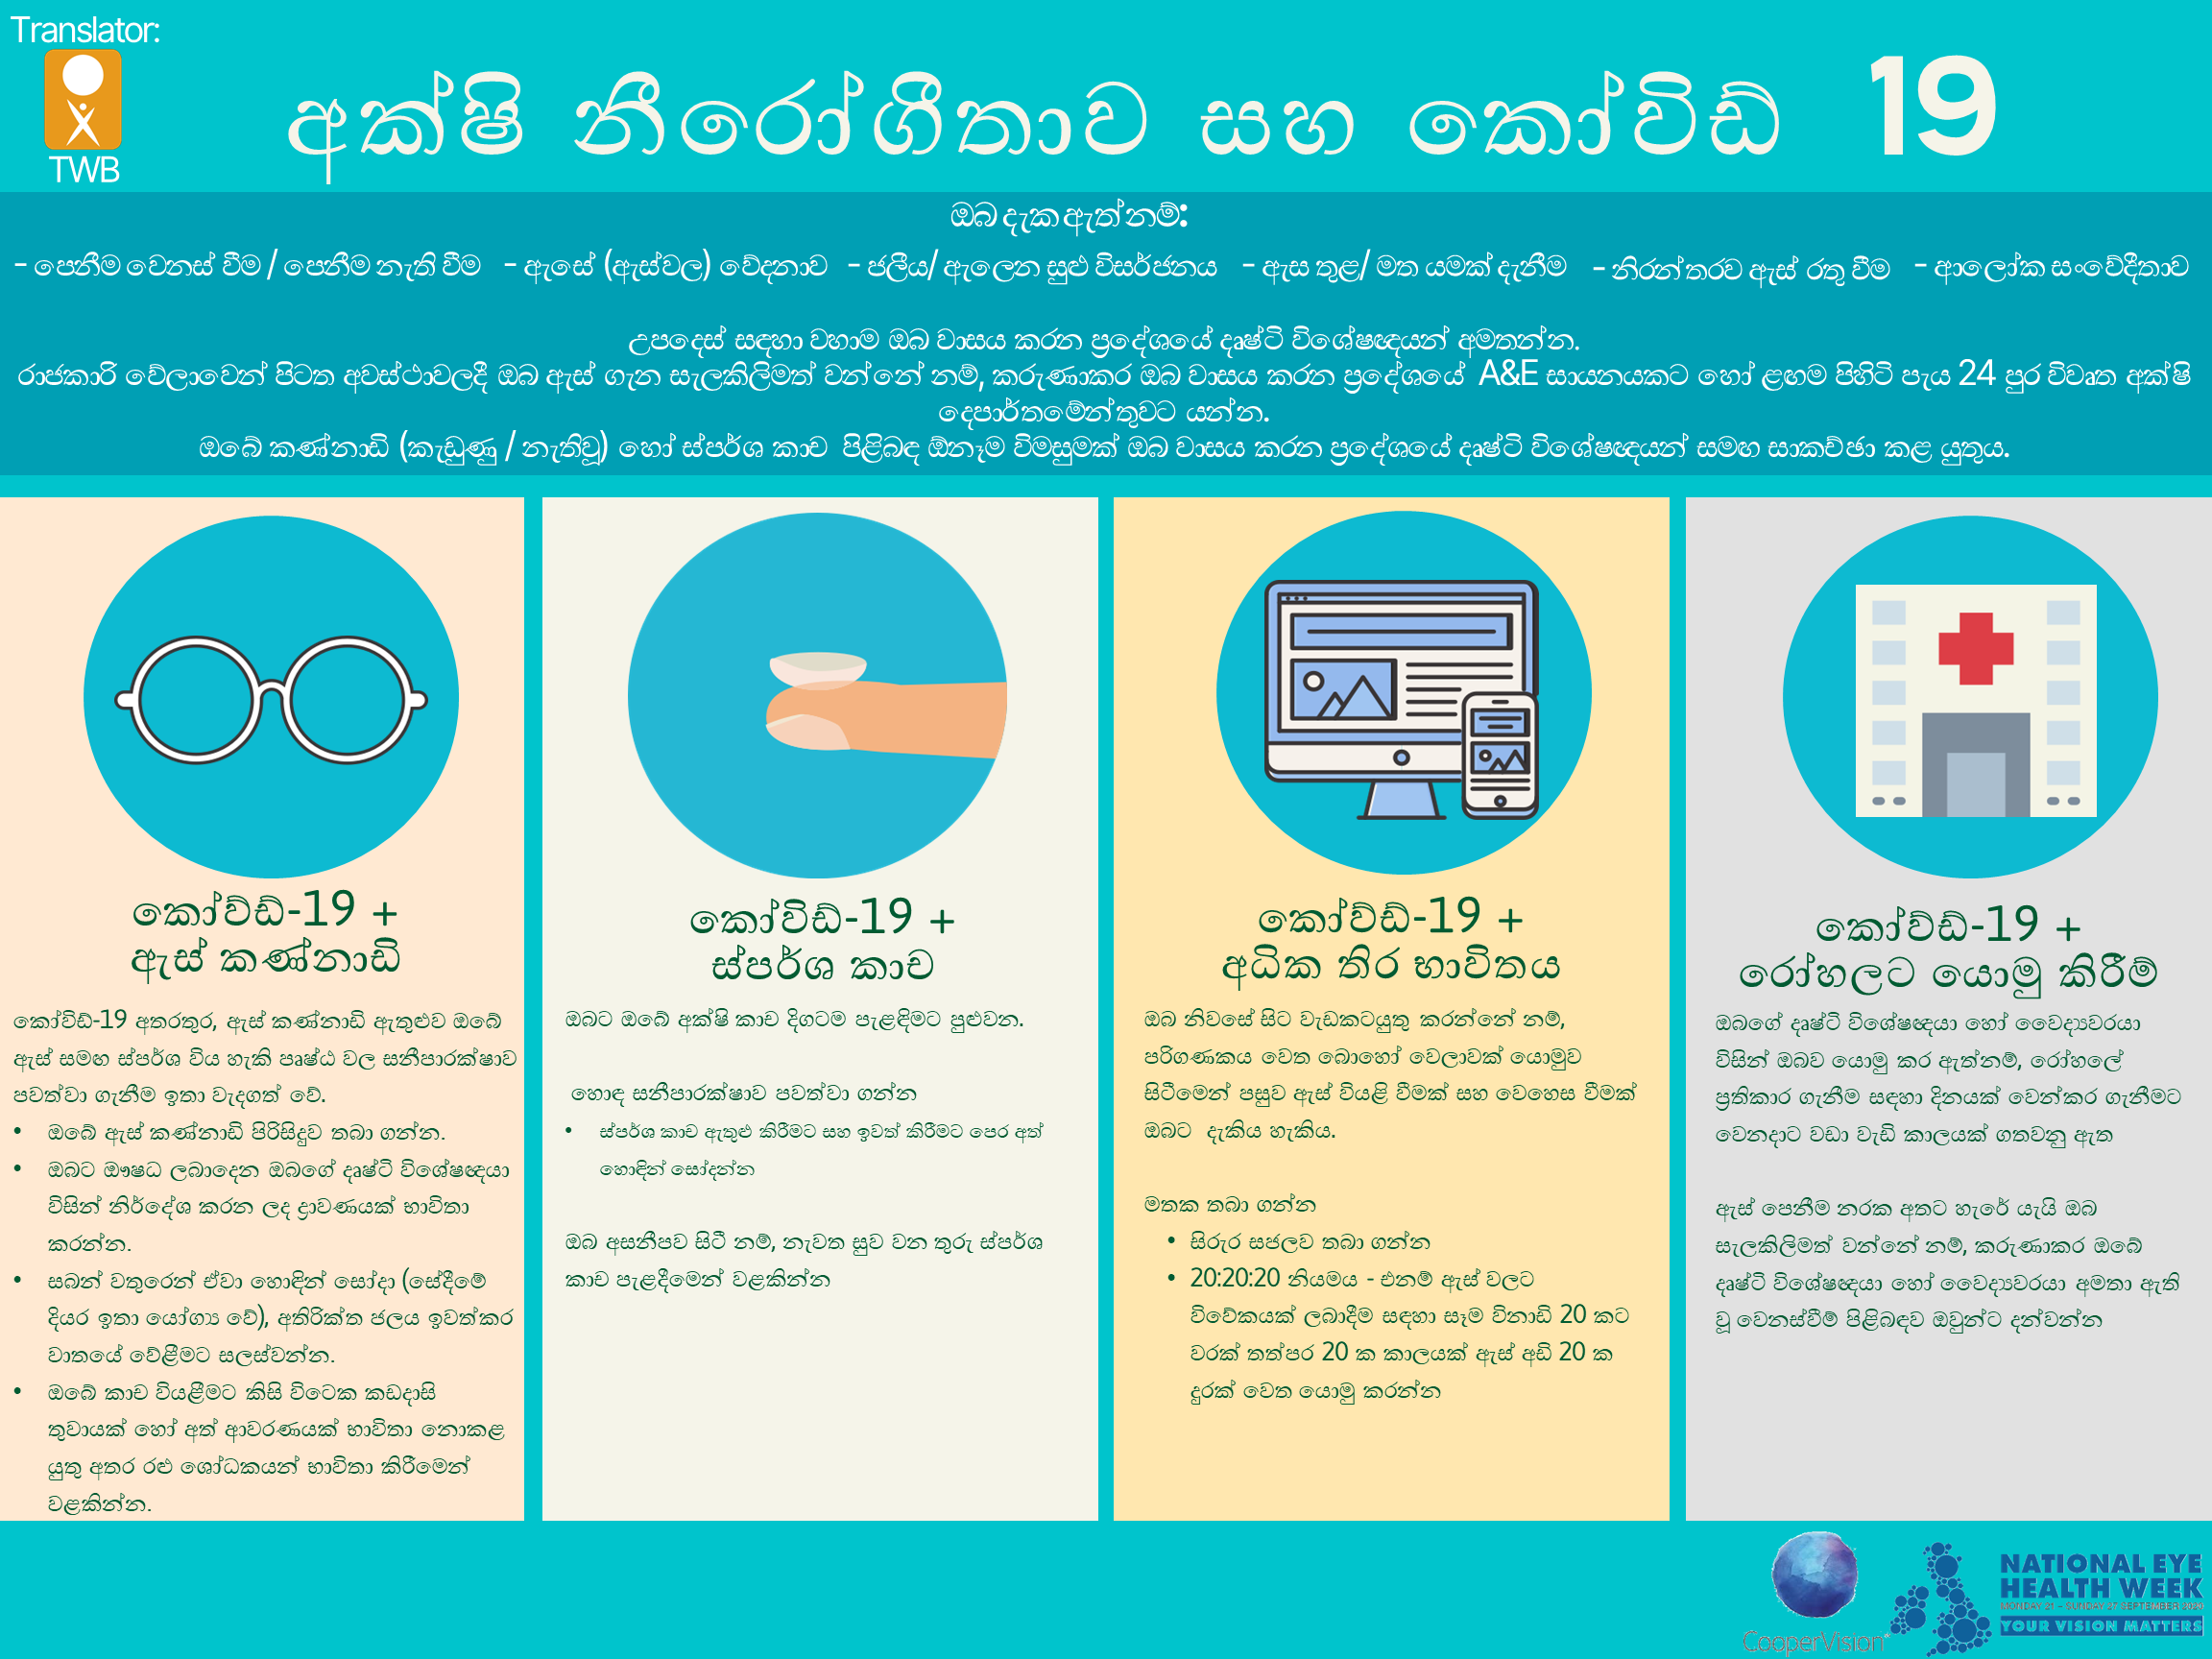 Translator:
TWB
අක්ෂි නීරෝගීතාව සහ කෝවිඩ් 19
ඔබ දැක ඇත්නම්:
- පෙනීම වෙනස් වීම / පෙනීම නැති වීම - ඇසේ (ඇස්වල) වේදනාව - ජලීය/ ඇලෙන සුළු විසර්ජනය - ඇස තුළ/ මත යමක් දැනීම - නිරන්තරව ඇස් රතු වීම - ආලෝක සංවේදීතාව
උපදෙස් සඳහා වහාම ඔබ වාසය කරන ප්‍රදේශයේ දෘෂ්ටි විශේෂඥයන් අමතන්න.
රාජකාරි වේලාවෙන් පිටත අවස්ථාවලදී ඔබ ඇස් ගැන සැලකිලිමත් වන්නේ නම්, කරුණාකර ඔබ වාසය කරන ප්‍රදේශයේ A&E සායනයකට හෝ ළඟම පිහිටි පැය 24 පුර විවෘත අක්ෂි
දෙපාර්තමේන්තුවට යන්න.
ඔබේ කණ්නාඩි (කැඩුණු / නැතිවූ) හෝ ස්පර්ශ කාච පිළිබඳ ඕනෑම විමසුමක් ඔබ වාසය කරන ප්‍රදේශයේ දෘෂ්ටි විශේෂඥයන් සමඟ සාකච්ඡා කළ යුතුය.
කෝව්ඩ්-19 +
ඇස් කණ්නාඩි
කෝවිඩ්-19 අතරතුර, ඇස් කණ්නාඩි ඇතුළුව ඔබේ
ඇස් සමඟ ස්පර්ශ විය හැකි පෘෂ්ඨ වල සනීපාරක්ෂාව
පවත්වා ගැනීම ඉතා වැදගත් වේ.
• ඔබේ ඇස් කණ්නාඩි පිරිසිදුව තබා ගන්න.
• ඔබට ඖෂධ ලබාදෙන ඔබගේ දෘෂ්ටි විශේෂඥයා
විසින් නිර්දේශ කරන ලද ද්‍රාවණයක් භාවිතා
කරන්න.
• සබන් වතුරෙන් ඒවා හොඳින් සෝදා (සේදීමේ
දියර ඉතා යෝග්‍ය වේ), අතිරික්ත ජලය ඉවත්කර
වාතයේ වේළීමට සලස්වන්න.
• ඔබේ කාච වියළීමට කිසි විටෙක කඩදාසි
තුවායක් හෝ අත් ආවරණයක් භාවිතා නොකළ
යුතු අතර රළු ශෝධකයන් භාවිතා කිරීමෙන්
වළකින්න.
කෝවිඩ්-19 +
ස්පර්ශ කාච
ඔබට ඔබේ අක්ෂි කාච දිගටම පැළඳිමට පුළුවන.
හොඳ සනීපාරක්ෂාව පවත්වා ගන්න
• ස්පර්ශ කාච ඇතුළු කිරීමට සහ ඉවත් කිරීමට පෙර අත්
හොඳින් සෝදන්න
ඔබ අසනීපව සිටී නම්, නැවත සුව වන තුරු ස්පර්ශ
කාච පැළදීමෙන් වළකින්න
කෝව්ඩ්-19 +
අධික තිර භාවිතය
ඔබ නිවසේ සිට වැඩකටයුතු කරන්නේ නම්,
පරිගණකය වෙත බොහෝ වෙලාවක් යොමුව
සිටීමෙන් පසුව ඇස් වියළි වීමක් සහ වෙහෙස වීමක්
ඔබට දැකිය හැකිය.
මතක තබා ගන්න
• සිරුර සජලව තබා ගන්න
• 20:20:20 නියමය - එනම් ඇස් වලට
විවේකයක් ලබාදීම සඳහා සෑම විනාඩි 20 කට
වරක් තත්පර 20 ක කාලයක් ඇස් අඩි 20 ක
දුරක් වෙත යොමු කරන්න
කෝව්ඩ්-19 +
රෝහලට යොමු කිරීම්
ඔබගේ දෘෂ්ටි විශේෂඥයා හෝ වෛද්‍යවරයා
විසින් ඔබව යොමු කර ඇත්නම්, රෝහලේ
ප්‍රතිකාර ගැනීම සඳහා දිනයක් වෙන්කර ගැනීමට
වෙනදාට වඩා වැඩි කාලයක් ගතවනු ඇත
ඇස් පෙනීම නරක අතට හැරේ යැයි ඔබ
සැලකිලිමත් වන්නේ නම්, කරුණාකර ඔබේ
දෘෂ්ටි විශේෂඥයා හෝ වෛද්‍යවරයා අමතා ඇති
වූ වෙනස්වීම් පිළිබඳව ඔවුන්ට දන්වන්න
CooperVision
NATIONAL EYE
HEALTH WEEK
MONDAY 21 – SUNDAY 27 SEPTEMBER 2020
YOUR VISION MATTERS